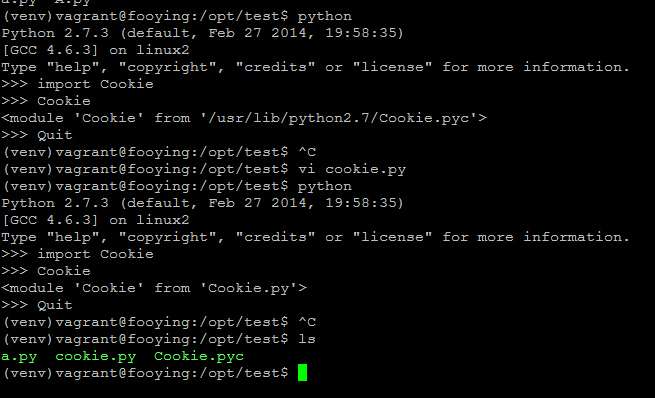 a.py  A.py
(venv)vagrant@fooying:/opt/test$ python
Python 2.7.3 (default, Feb 27 2014, 19:58:35)
[GCC 4.6.3] on linux2
Type "help", "copyright", "credits" or "license" for more information.
>>> import Cookie
>>> Cookie
<module 'Cookie' from '/usr/lib/python2.7/Cookie.pyc'>
>>> Quit
(venv)vagrant@fooying:/opt/test$ ^C
(venv)vagrant@fooying:/opt/test$ vi cookie.py
(venv)vagrant@fooying:/opt/test$ python
Python 2.7.3 (default, Feb 27 2014, 19:58:35)
[GCC 4.6.3] on linux2
Type "help", "copyright", "credits" or "license" for more information.
>>> import Cookie
>>> Cookie
<module 'Cookie' from 'Cookie.py'>
>>> Quit
(venv)vagrant@fooying:/opt/test$ ^C
(venv)vagrant@fooying:/opt/test$ ls
a.py  cookie.py  Cookie.pyc
(venv)vagrant@fooying:/opt/test$